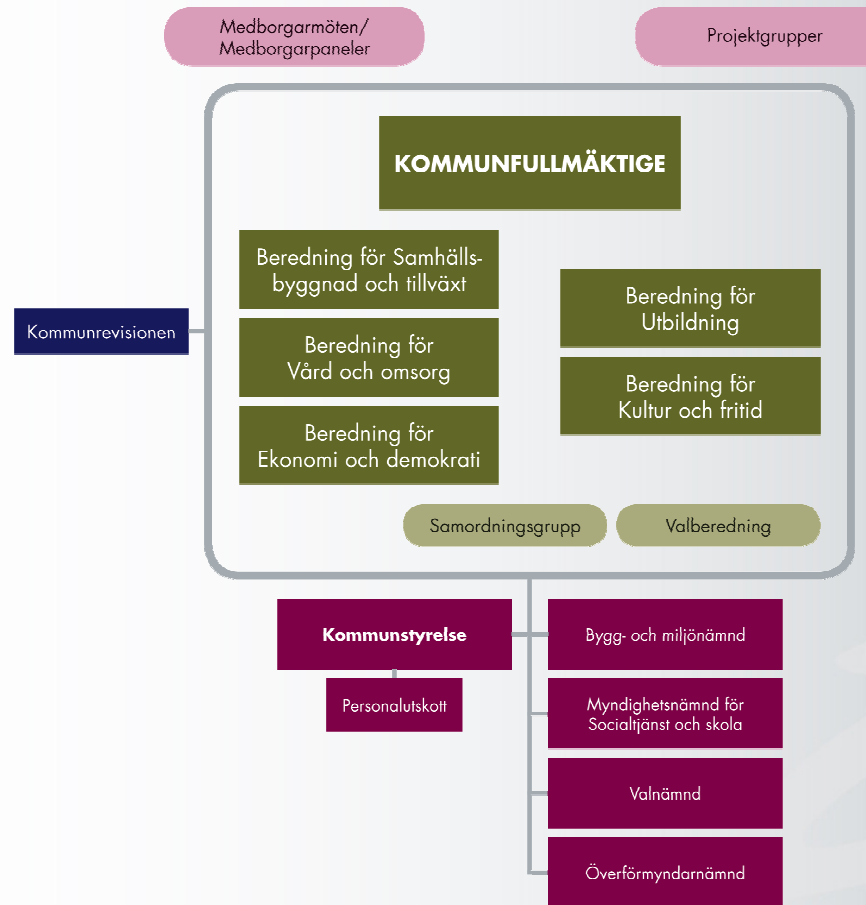 Medborgarmöten/
Medborgarpaneler
Projektgrupper
KOMMUNFULLMÄKTIGE
Beredning för Samhälls-
byggnad och tillväxt
Beredning för
Utbildning
Kommunrevisionen
Beredning för
Vård och omsorg
Beredning för
Kultur och fritid
Beredning för
Ekonomi och demokrati
Samordningsgrupp
Valberedning
Kommunstyrelse
Bygg- och miljönämnd
Personalutskott
Myndighetsnämnd för
Socialtjänst och skola
Valnämnd
Överförmyndarnämnd